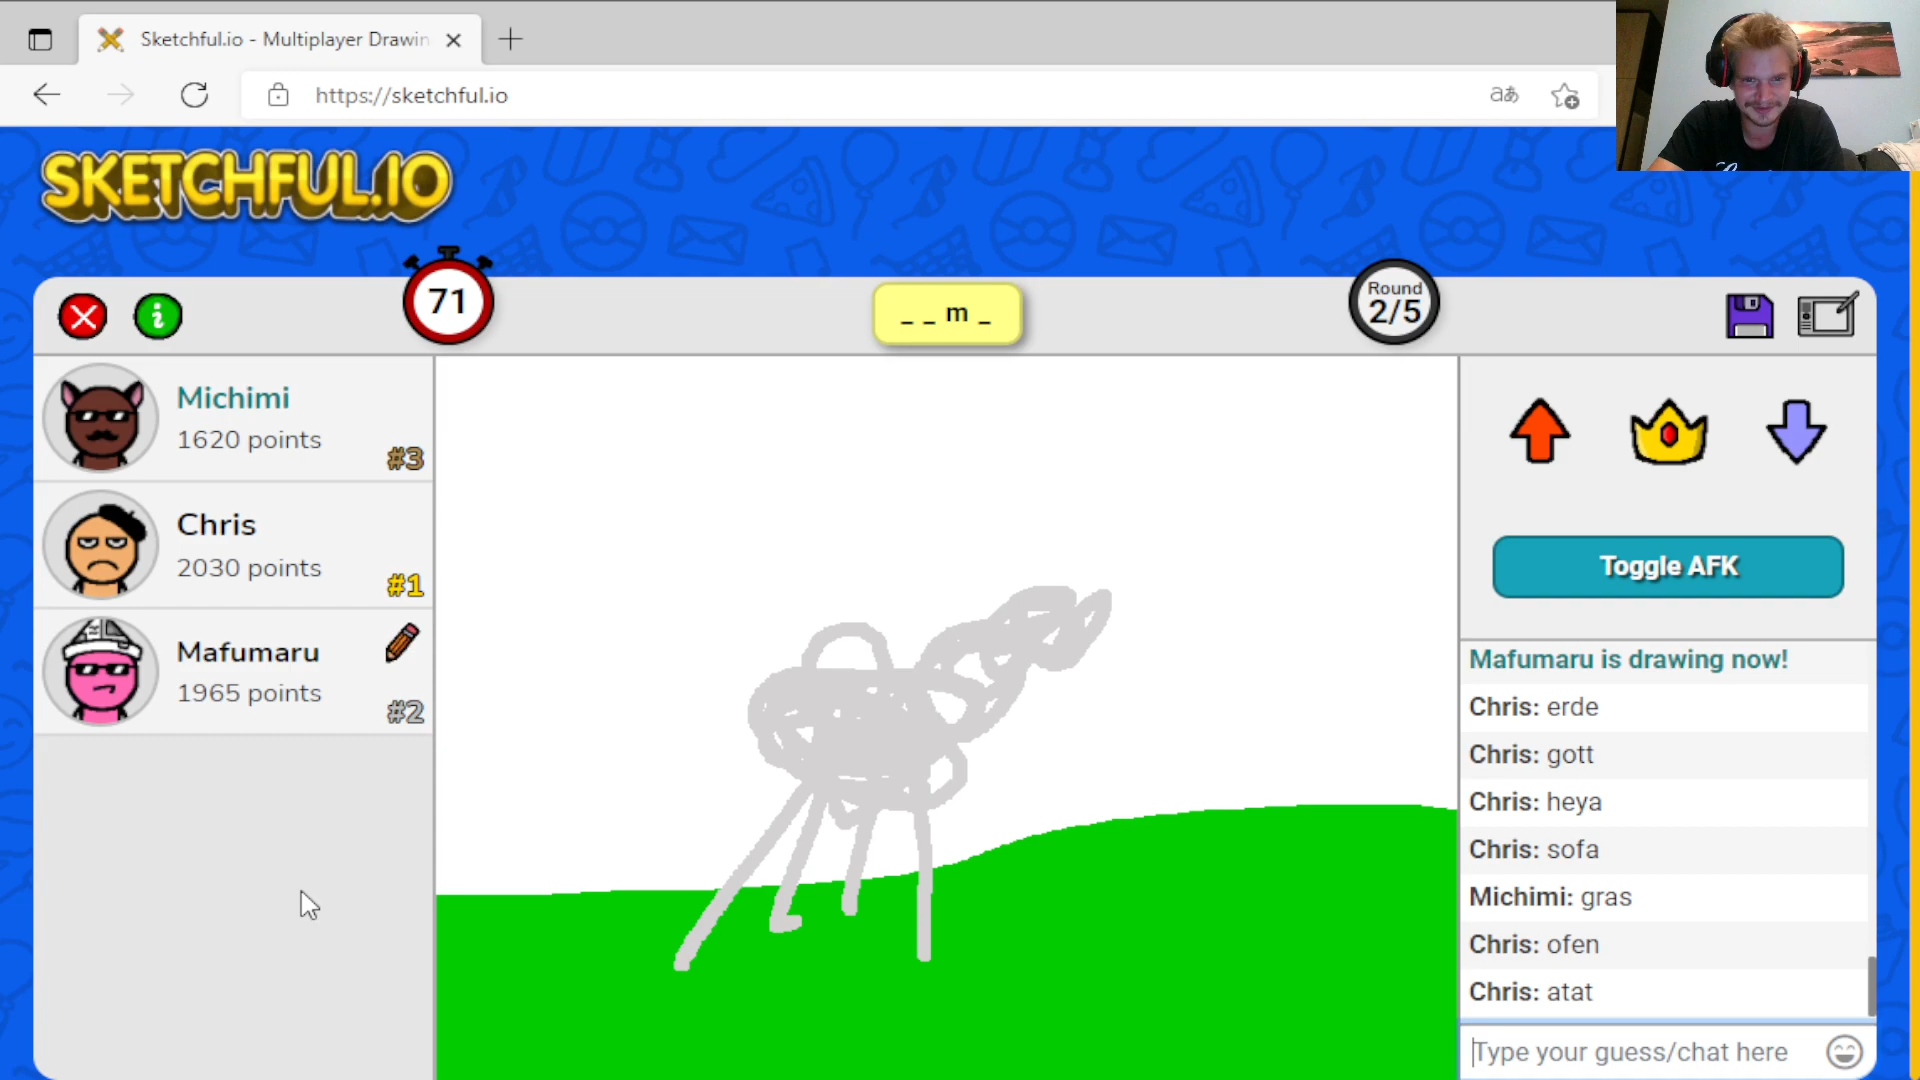 Sketchful.io - Multiplayer Drawin
https://sketchful.io
aあ
SKETCHFUL.IO
71
_ _ m _
Round
2/5
Michimi
1620 points
#3
Chris
2030 points
#1
Mafumaru
1965 points
#2
Toggle AFK
Mafumaru is drawing now!
Chris: erde
Chris: gott
Chris: heya
Chris: sofa
Michimi: gras
Chris: ofen
Chris: atat
Type your guess/chat here